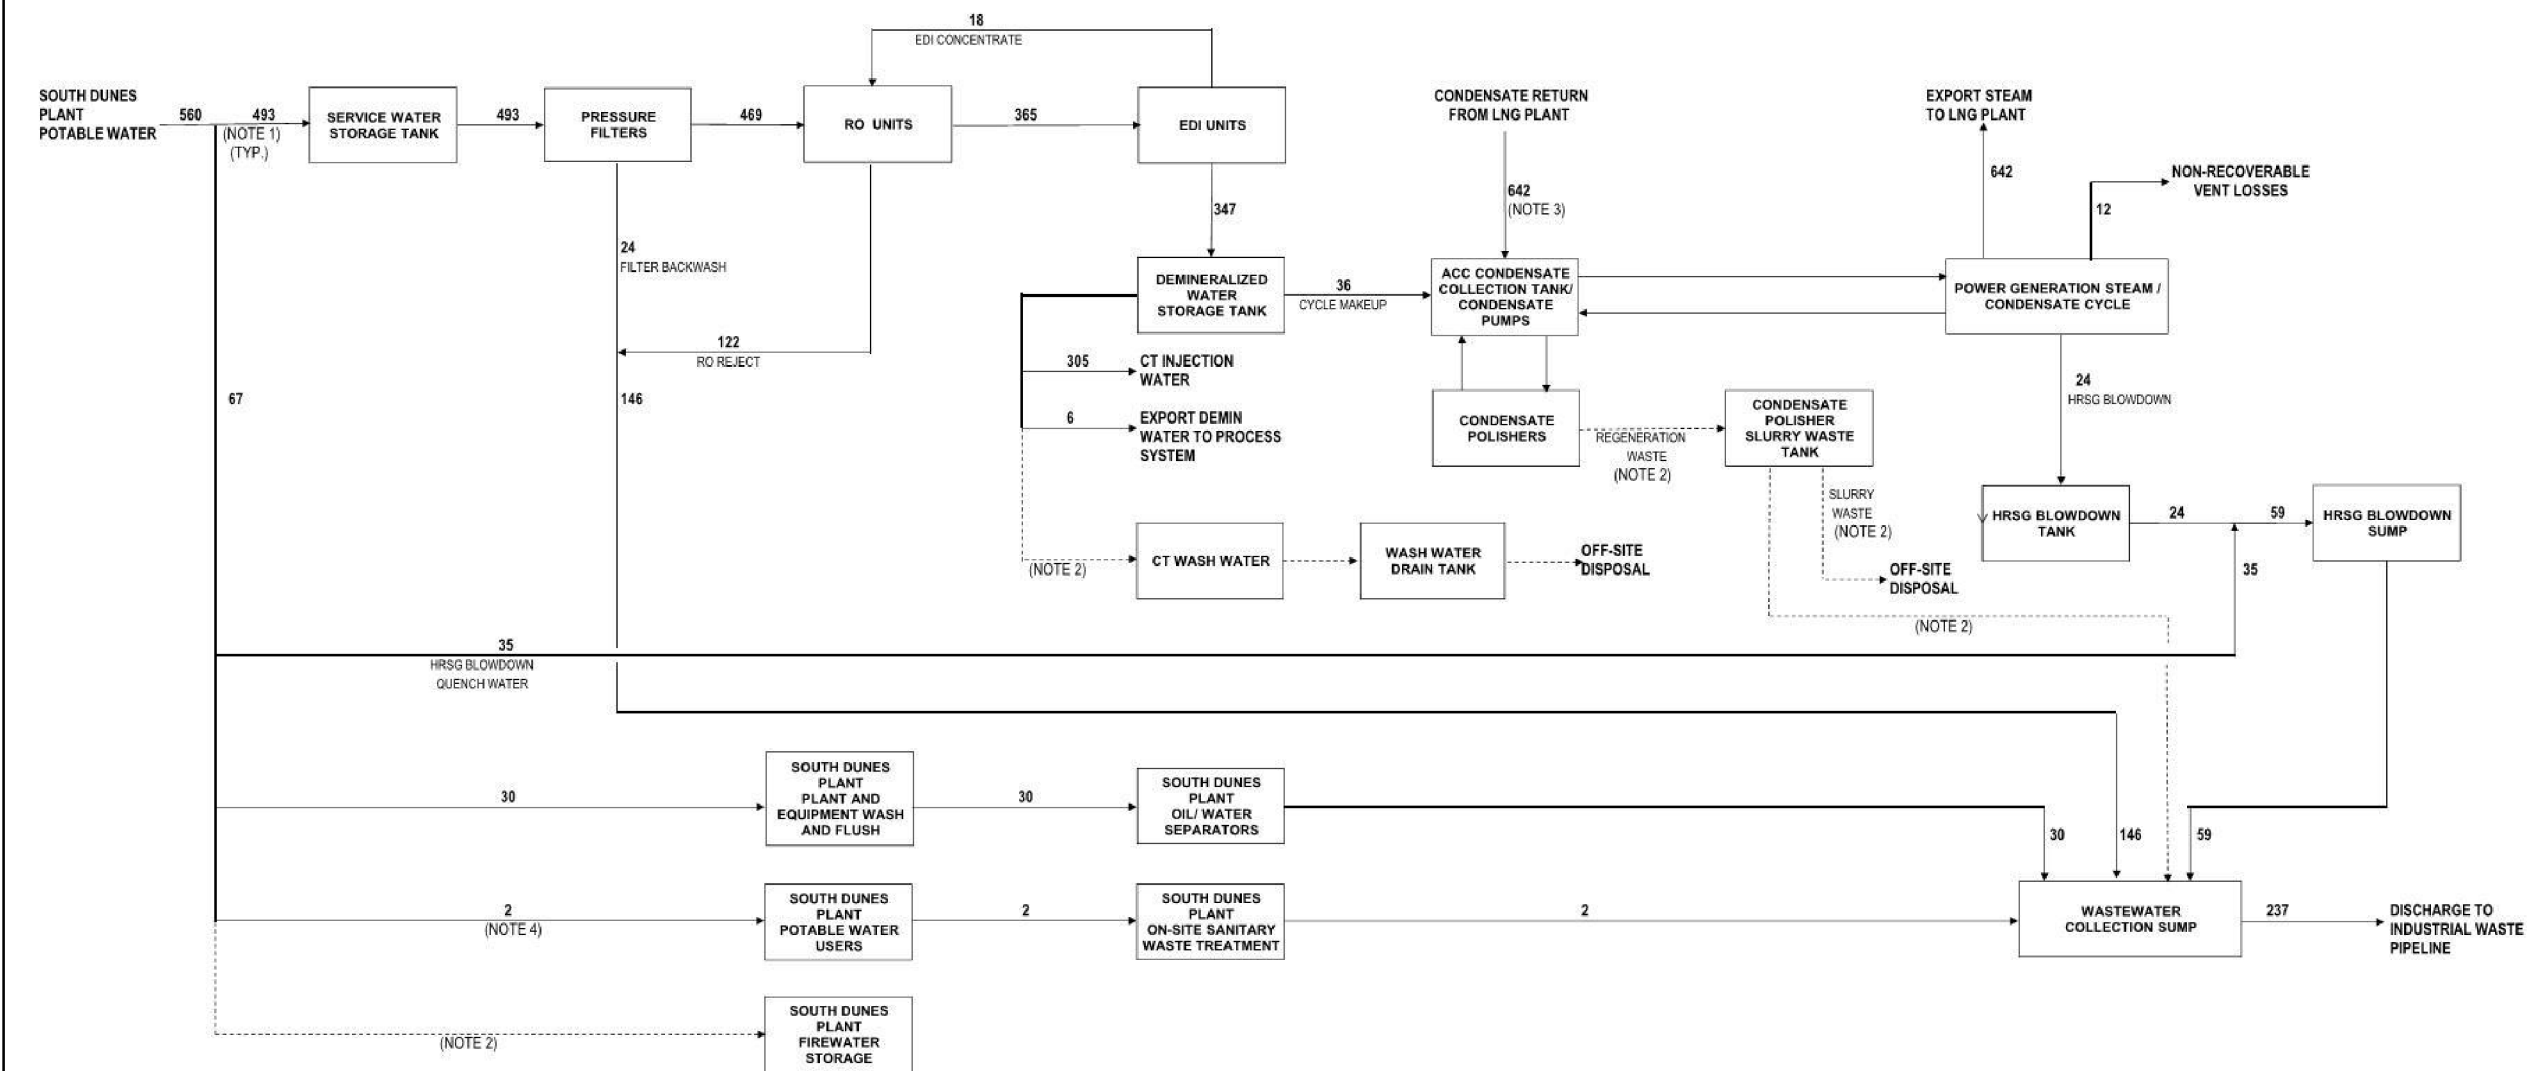 18
EDI CONCENTRATE
SOUTH DUNES
PLANT
POTABLE WATER
560
493
(NOTE 1)
(TYP.)
SERVICE WATER
STORAGE TANK
493
PRESSURE
FILTERS
469
RO UNITS
365
EDI UNITS
CONDENSATE RETURN
FROM LNG PLANT
EXPORT STEAM
TO LNG PLANT
642
(NOTE 3)
642
NON-RECOVERABLE
VENT LOSSES
12
347
24
FILTER BACKWASH
DEMINERALIZED
WATER
STORAGE TANK
36
CYCLE MAKEUP
ACC CONDENSATE
COLLECTION TANK/
CONDENSATE
PUMPS
POWER GENERATION STEAM /
CONDENSATE CYCLE
122
RO REJECT
305
CT INJECTION
WATER
67
146
6
EXPORT DEMIN
WATER TO PROCESS
SYSTEM
CONDENSATE
POLISHERS
REGENERATION
WASTE
(NOTE 2)
CONDENSATE
POLISHER
SLURRY WASTE
TANK
24
HRSG BLOWDOWN
SLURRY
WASTE
(NOTE 2)
HRSG BLOWDOWN
TANK
24
59
HRSG BLOWDOWN
SUMP
35
(NOTE 2)
CT WASH WATER
WASH WATER
DRAIN TANK
OFF-SITE
DISPOSAL
OFF-SITE
DISPOSAL
(NOTE 2)
35
HRSG BLOWDOWN
QUENCH WATER
30
SOUTH DUNES
PLANT
PLANT AND
EQUIPMENT WASH
AND FLUSH
30
SOUTH DUNES
PLANT
OIL/ WATER
SEPARATORS
30
146
59
2
(NOTE 4)
SOUTH DUNES
PLANT
POTABLE WATER
USERS
2
SOUTH DUNES
PLANT
ON-SITE SANITARY
WASTE TREATMENT
2
WASTEWATER
COLLECTION SUMP
237
DISCHARGE TO
INDUSTRIAL WASTE
PIPELINE
(NOTE 2)
SOUTH DUNES
PLANT
FIREWATER
STORAGE